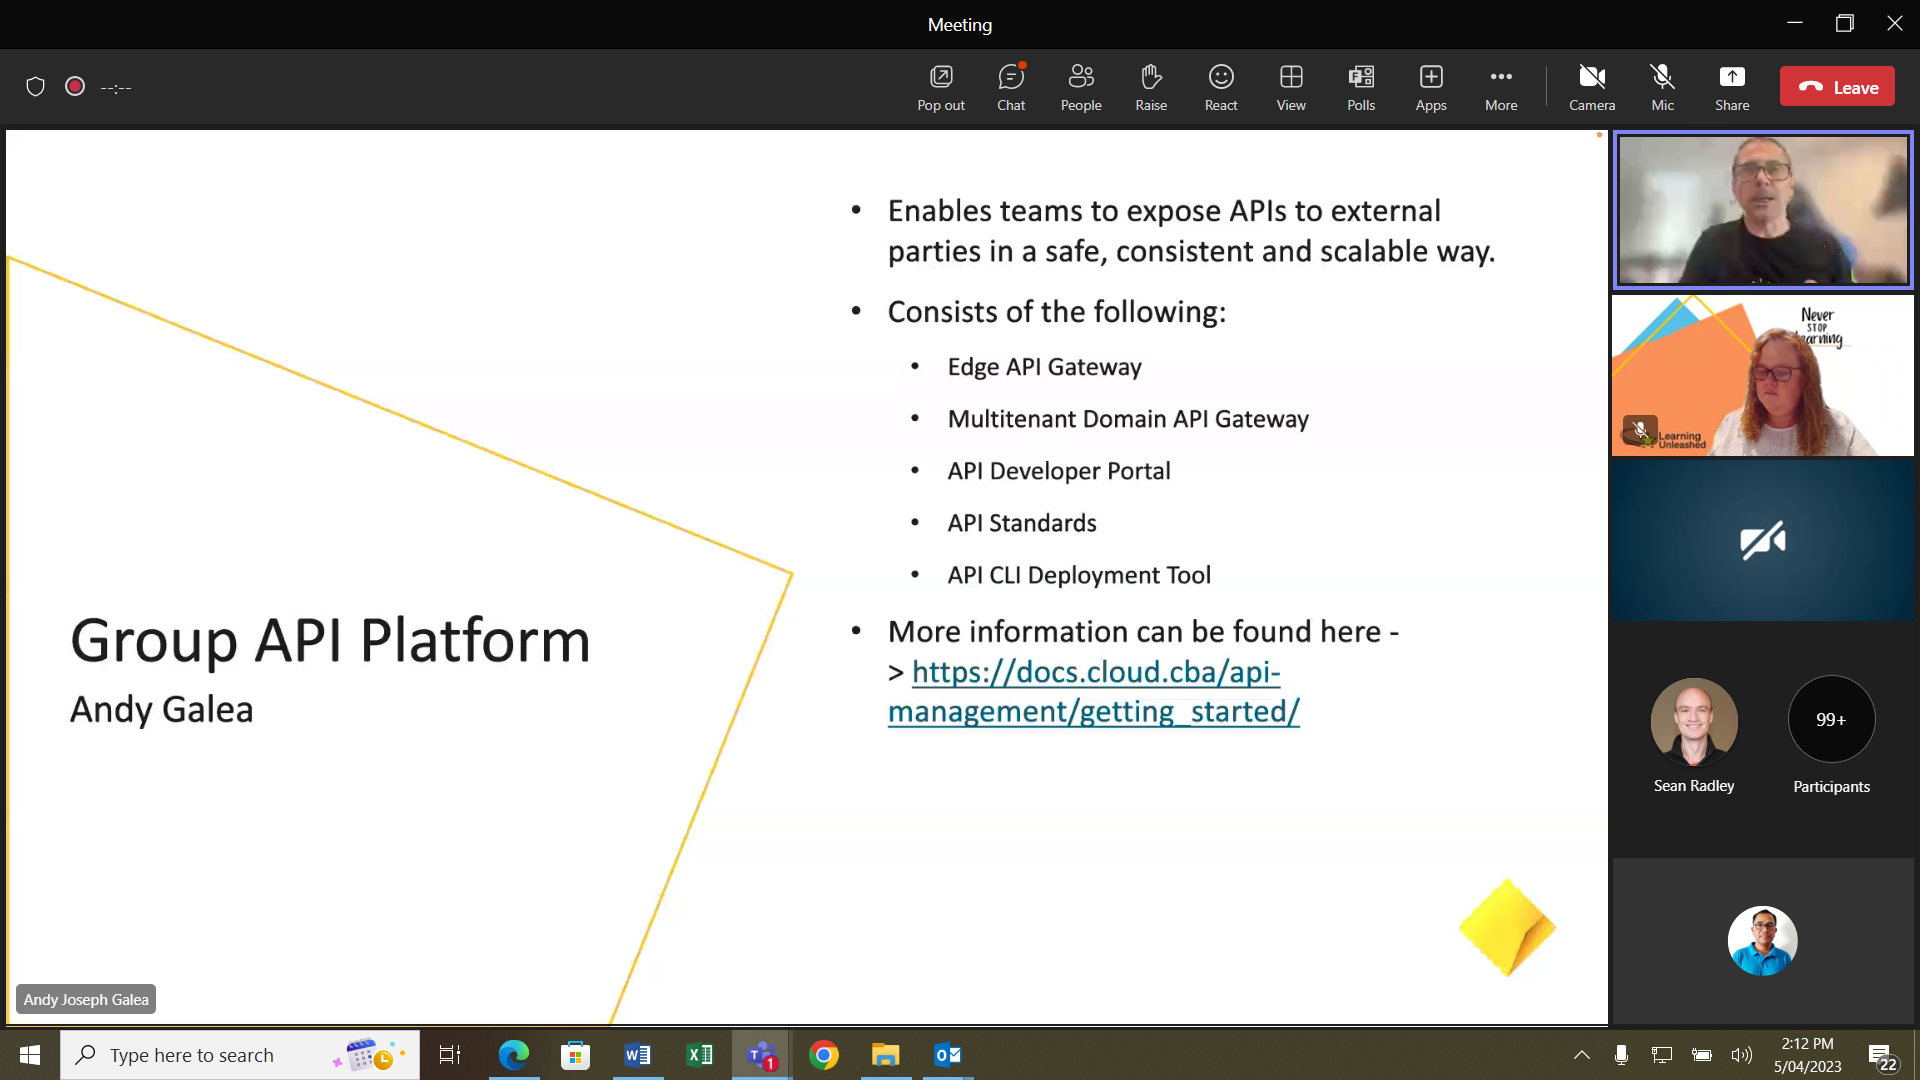 Meeting
--:--
Pop out
Chat
People
Raise
React
View
Polls
Apps
More
Camera
Mic
Share
Leave
• Enables teams to expose APIs to external
parties in a safe, consistent and scalable way.
• Consists of the following:
• Edge API Gateway
• Multitenant Domain API Gateway
• API Developer Portal
• API Standards
• API CLI Deployment Tool
• More information can be found here -
> https://docs.cloud.cba/api-
management/getting_started/
Group API Platform
Andy Galea
Andy Joseph Galea
Never
STOP
Learning
Learning
Unleashed
Sean Radley
99+
Participants
Type here to search
1
2:12 PM
5/04/2023
22